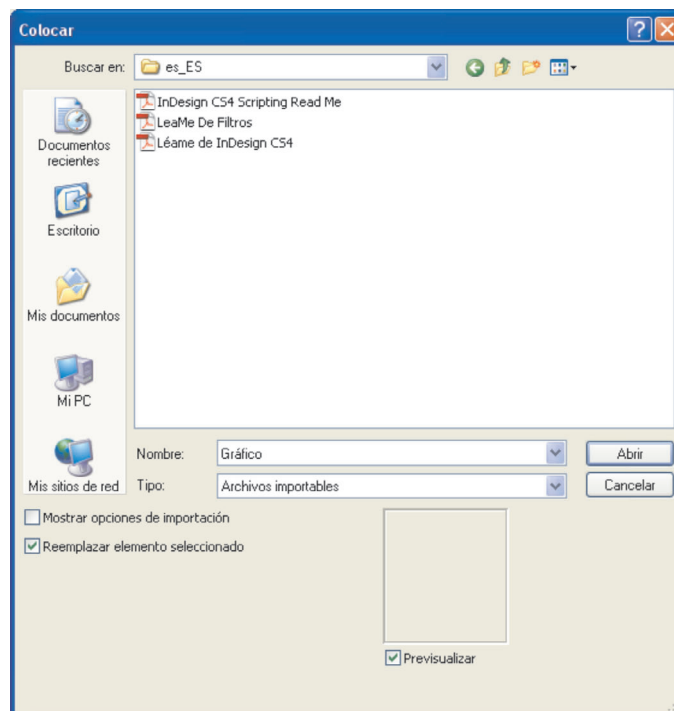 Colocar
Buscar en:
es_ES
InDesign CS4 Scripting Read Me
LeaMe De Filtros
Léame de InDesign CS4
Documentos
recientes
Escritorio
Mis documentos
Mi PC
Mis sitios de red
Nombre:
Gráfico
Abrir
Tipo:
Archivos importables
Cancelar
Mostrar opciones de importación
Reemplazar elemento seleccionado
Previsualizar